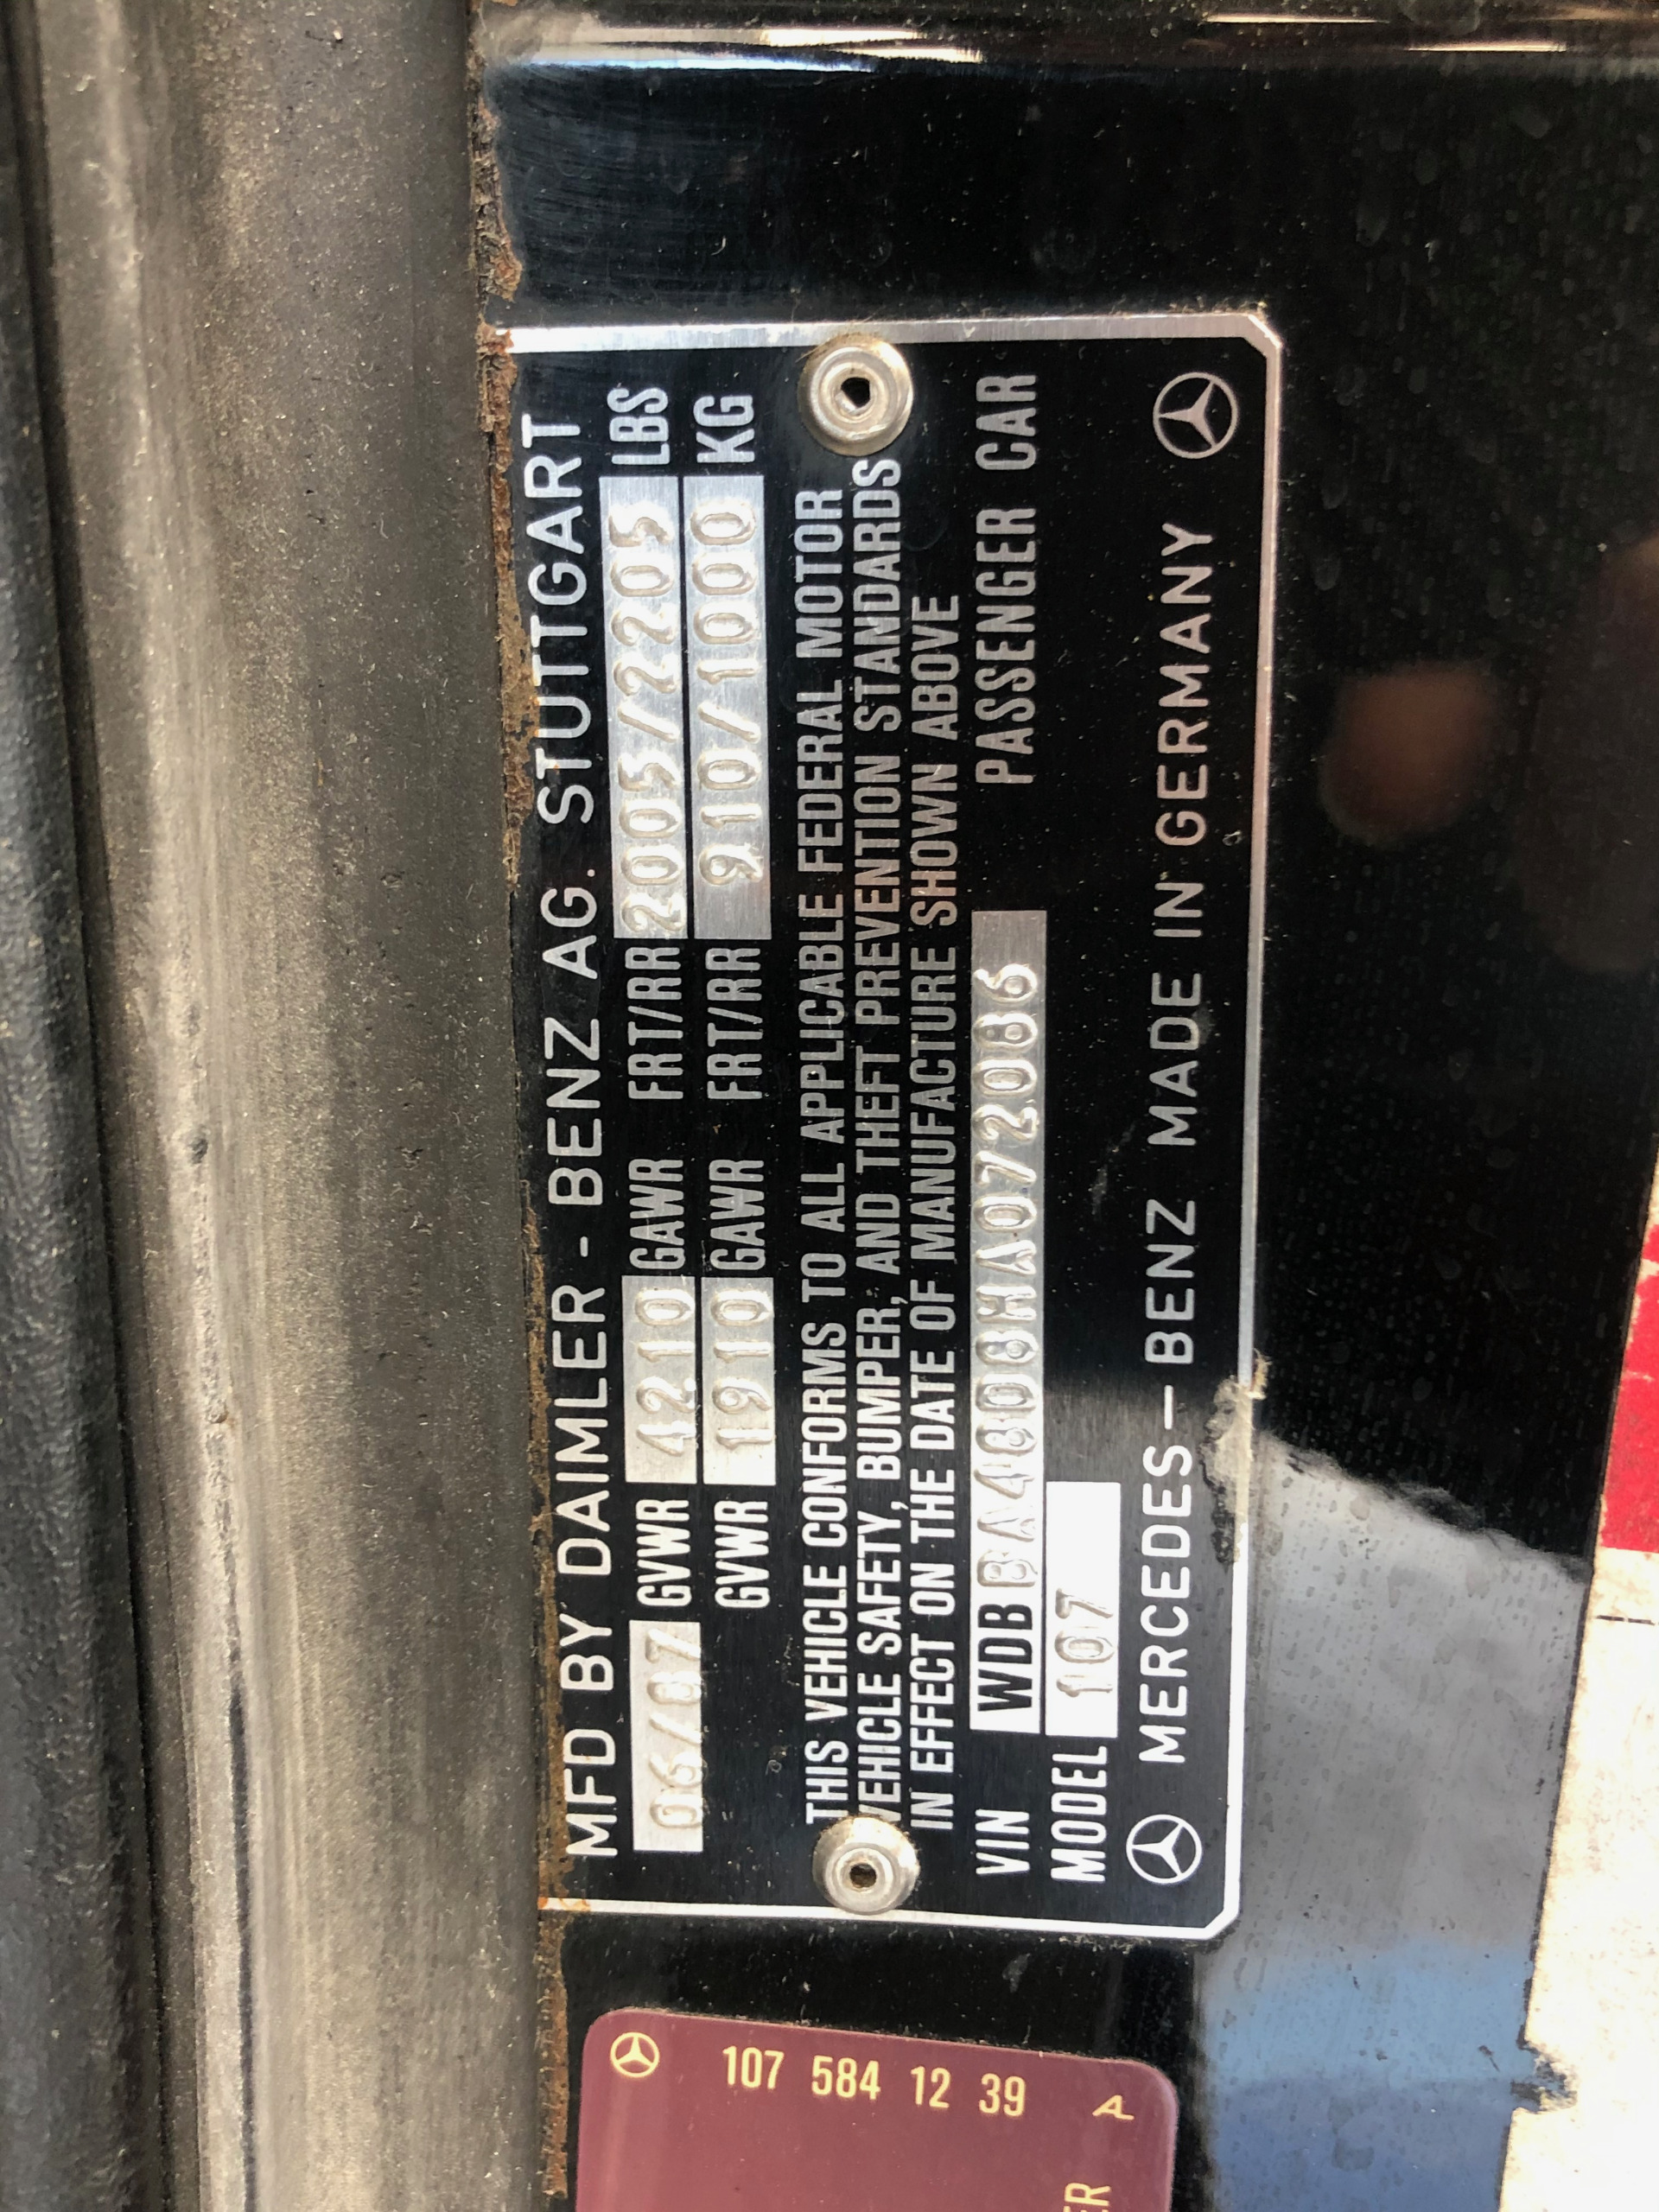 MFD BY DAIMLER - BENZ AG. STUTTGART
06/87 GVWR 4210 GAWR FRT/RR 2005/2205 LBS
GVWR 1910 GAWR FRT/RR 910/1000 KG
THIS VEHICLE CONFORMS TO ALL APPLICABLE FEDERAL MOTOR
VEHICLE SAFETY, BUMPER, AND THEFT PREVENTION STANDARDS
IN EFFECT ON THE DATE OF MANUFACTURE SHOWN ABOVE
VIN WDB BA48D8HA072086 PASSENGER CAR
MODEL 107
MERCEDES - BENZ MADE IN GERMANY
107 584 12 39 A